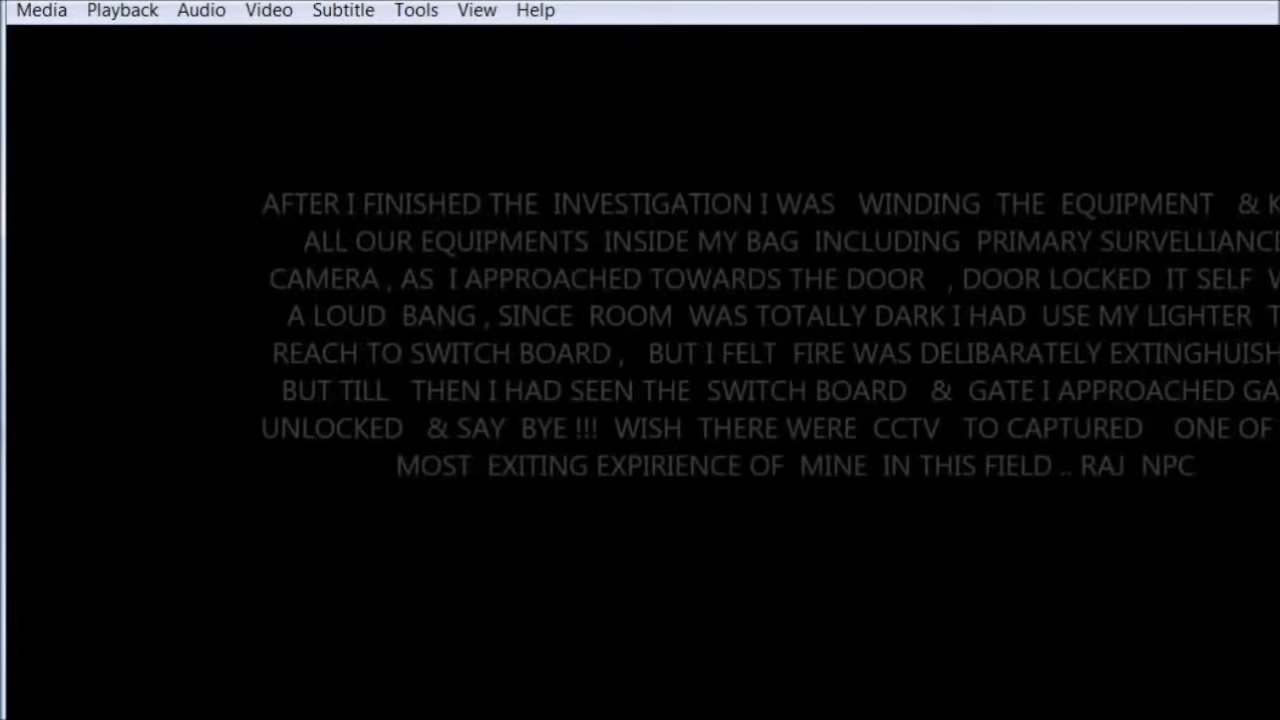 Media Playback Audio Video Subtitle Tools View Help
AFTER I FINISHED THE INVESTIGATION I WAS WINDING THE EQUIPMENT & K
ALL OUR EQUIPMENTS INSIDE MY BAG INCLUDING PRIMARY SURVELLIANCE
CAMERA , AS I APPROACHED TOWARDS THE DOOR , DOOR LOCKED IT SELF W
A LOUD BANG , SINCE ROOM WAS TOTALLY DARK I HAD USE MY LIGHTER T
REACH TO SWITCH BOARD , BUT I FELT FIRE WAS DELIBARATELY EXTINGHUISH
BUT TILL THEN I HAD SEEN THE SWITCH BOARD & GATE I APPROACHED GA
UNLOCKED & SAY BYE !!! WISH THERE WERE CCTV TO CAPTURED ONE OF
MOST EXITING EXPIRIENCE OF MINE IN THIS FIELD .. RAJ NPC